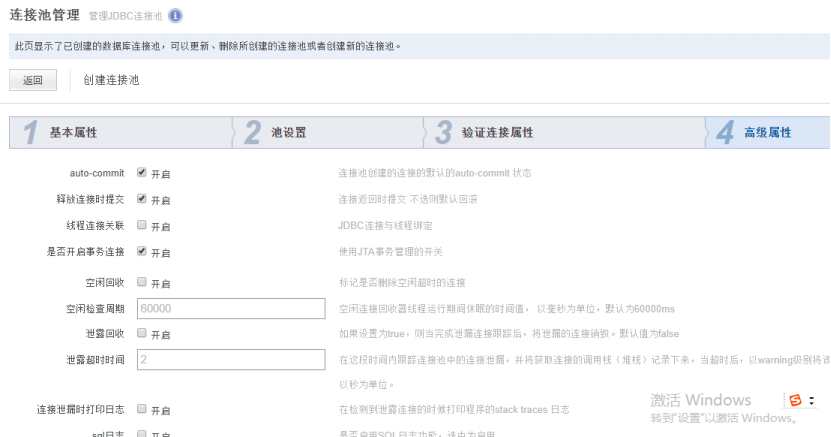 连接池管理 管理JDBC连接池 i
此页显示了已创建的数据库连接池，可以更新、删除所创建的连接池或者创建新的连接池。
返回 创建连接池
1 基本属性 2 池设置 3 验证连接属性 4 高级属性
auto-commit 开启 连接池创建的连接的默认的auto-commit 状态
释放连接时提交 开启 连接返回时提交 不选则默认回滚
线程连接关联 开启 JDBC连接与线程绑定
是否开启事务连接 开启 使用JTA事务管理的开关
空闲回收 开启 标记是否删除空闲超时的连接
空闲检查周期 60000 空闲连接回收器线程运行期间休眠的时间值， 以毫秒为单位，默认为60000ms
泄露回收 开启 如果设置为true，则当完成泄漏连接跟踪后，将泄漏的连接销毁。默认值为false
泄露超时时间 2 在这段时间内跟踪连接池中的连接泄漏，并将获取连接的调用栈（堆栈）记录下来，当超时后，以warning级别将该
以秒为单位。
连接泄漏时打印日志 开启 在检测到泄露连接的时候打印程序的stack traces 日志
激活 Windows
转到"设置"以激活 Windows。
sql日志 开启 是否启用SQL日志功能，选中为启用